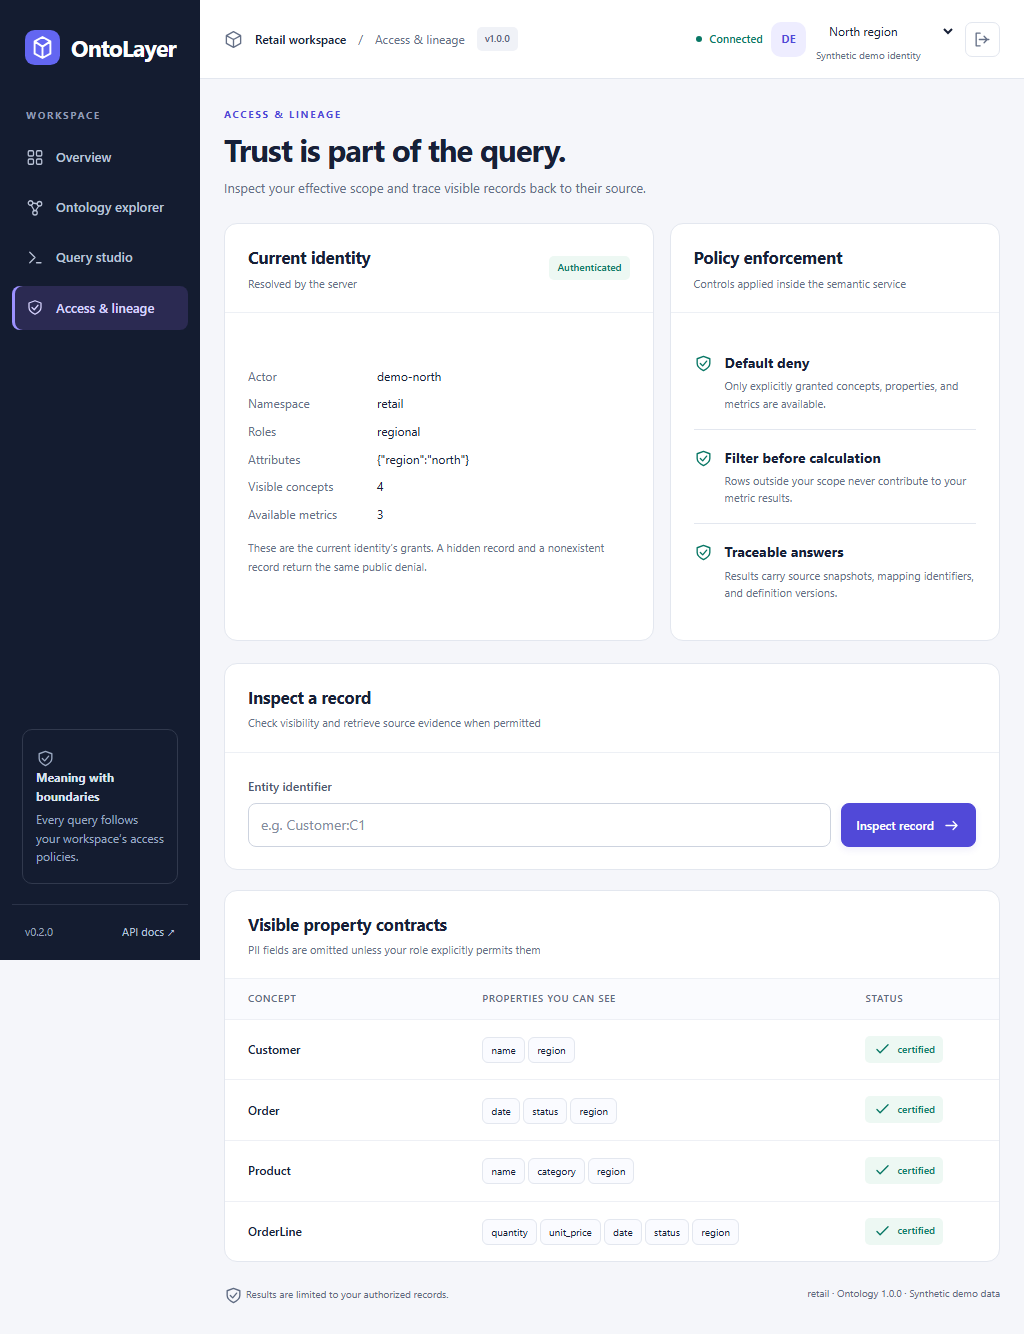 OntoLayer
WORKSPACE
Overview
Ontology explorer
Query studio
Access & lineage
Meaning with
boundaries
Every query follows
your workspace's access
policies.
v0.2.0
API docs ↗
Retail workspace / Access & lineage v1.0.0
Connected
DE
North region
Synthetic demo identity
ACCESS & LINEAGE
Trust is part of the query.
Inspect your effective scope and trace visible records back to their source.
Current identity
Resolved by the server
Authenticated
Actor demo-north
Namespace retail
Roles regional
Attributes {"region":"north"}
Visible concepts 4
Available metrics 3
These are the current identity's grants. A hidden record and a nonexistent
record return the same public denial.
Policy enforcement
Controls applied inside the semantic service
Default deny
Only explicitly granted concepts, properties, and
metrics are available.
Filter before calculation
Rows outside your scope never contribute to your
metric results.
Traceable answers
Results carry source snapshots, mapping identifiers,
and definition versions.
Inspect a record
Check visibility and retrieve source evidence when permitted
Entity identifier
e.g. Customer:C1
Inspect record →
Visible property contracts
PII fields are omitted unless your role explicitly permits them
CONCEPT PROPERTIES YOU CAN SEE STATUS
Customer name region certified
Order date status region certified
Product name category region certified
OrderLine quantity unit_price date status region certified
Results are limited to your authorized records.
retail · Ontology 1.0.0 · Synthetic demo data